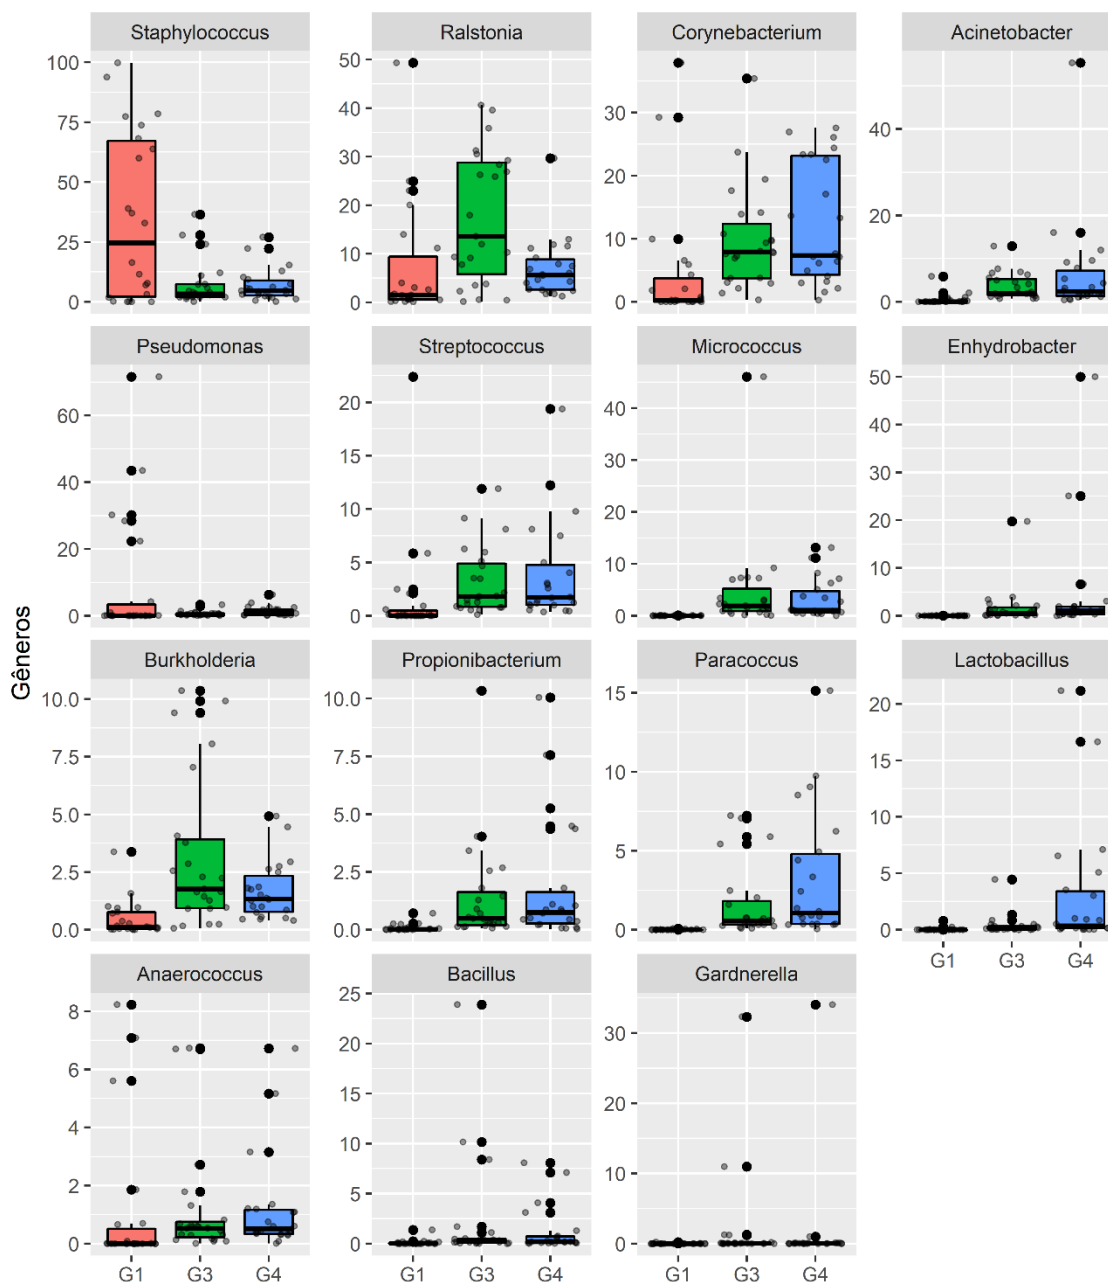 Staphylococcus Ralstonia Corynebacterium Acinetobacter
100 75 50 25 0
50 40 30 20 10 0
30 20 10 0
40 20 0
Pseudomonas Streptococcus Micrococcus Enhydrobacter
60 40 20 0
20 15 10 5 0
40 30 20 10 0
50 40 30 20 10 0
Gêneros
Burkholderia Propionibacterium Paracoccus Lactobacillus
10.0 7.5 5.0 2.5 0.0
10.0 7.5 5.0 2.5 0.0
15 10 5 0
20 15 10 5 0
G1 G3 G4
Anaerococcus Bacillus Gardnerella
8 6 4 2 0
25 20 15 10 5 0
30 20 10 0
G1 G3 G4 G1 G3 G4 G1 G3 G4